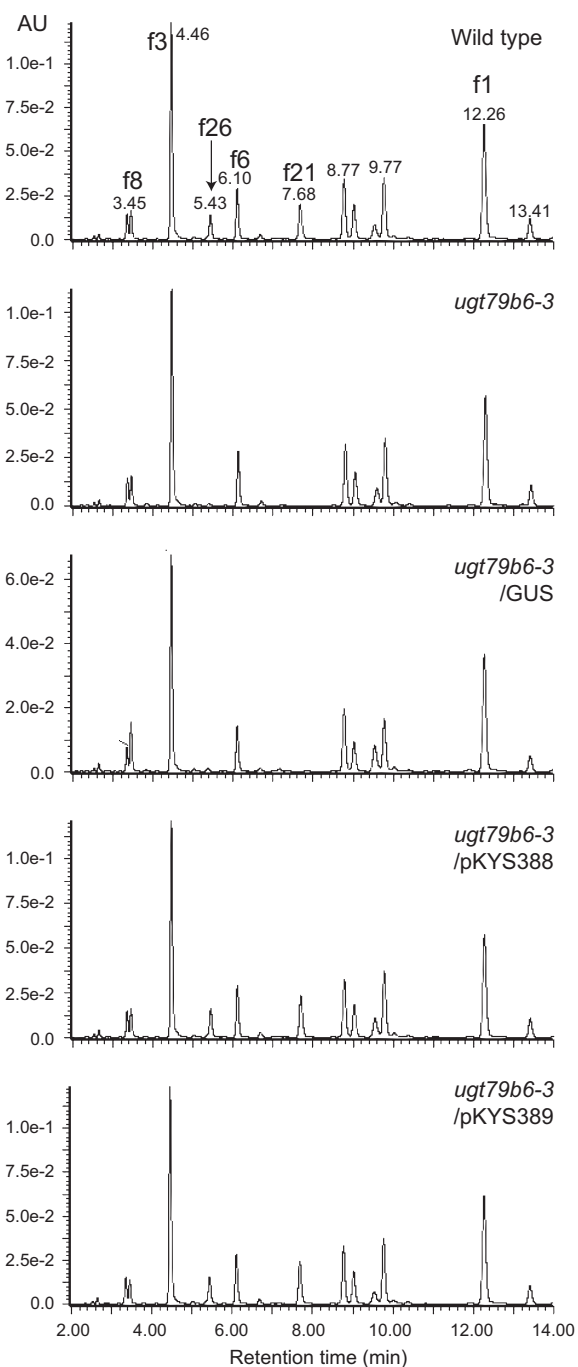 AU
Wild type
f3
4.46
1.0e-1
f1
12.26
7.5e-2
f26
5.0e-2
f6
6.10
f21
7.68
8.77
9.77
f8
3.45
5.43
2.5e-2
13.41
0.0
ugt79b6-3
1.0e-1
7.5e-2
5.0e-2
2.5e-2
0.0
ugt79b6-3
/GUS
6.0e-2
4.0e-2
2.0e-2
0.0
ugt79b6-3
/pKYS388
1.0e-1
7.5e-2
5.0e-2
2.5e-2
0.0
ugt79b6-3
/pKYS389
1.0e-1
7.5e-2
5.0e-2
2.5e-2
0.0
2.00 4.00 6.00 8.00 10.00 12.00 14.00
Retention time (min)